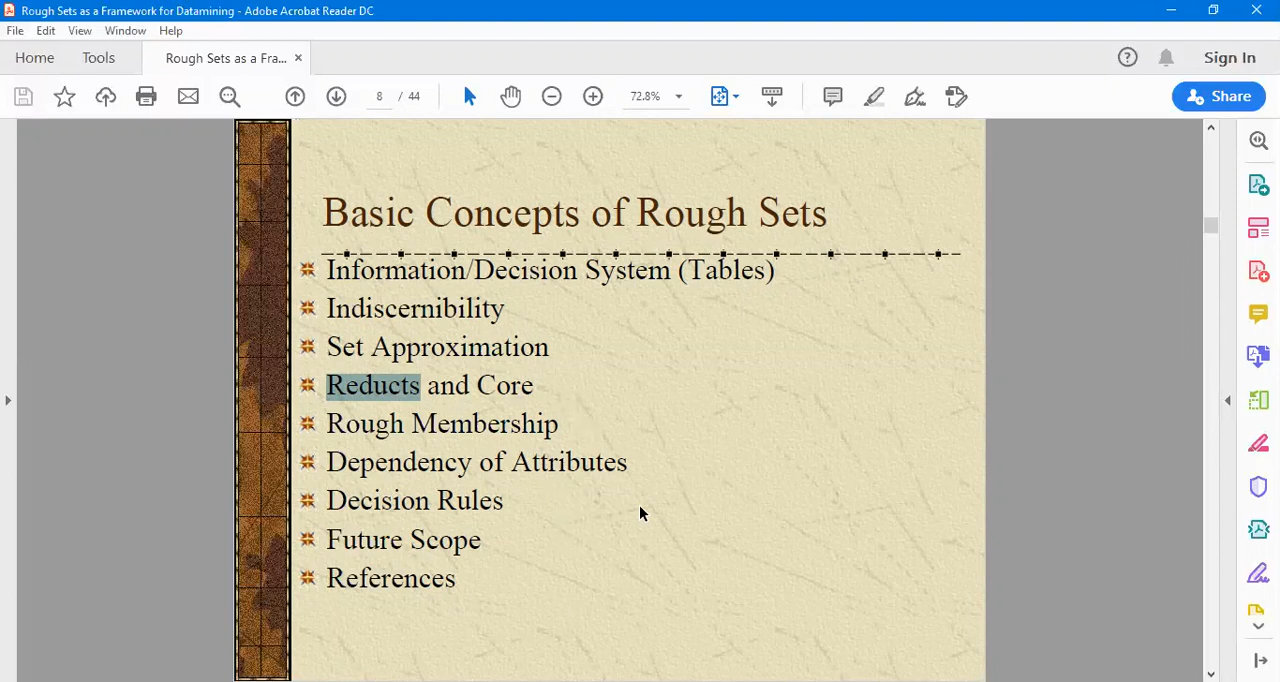 Rough Sets as a Framework for Datamining - Adobe Acrobat Reader DC
File Edit View Window Help
Home Tools Rough Sets as a Fra... × Sign In
8 / 44 72.8% Share
Basic Concepts of Rough Sets
Information/Decision System (Tables)
Indiscernibility
Set Approximation
Reducts and Core
Rough Membership
Dependency of Attributes
Decision Rules
Future Scope
References